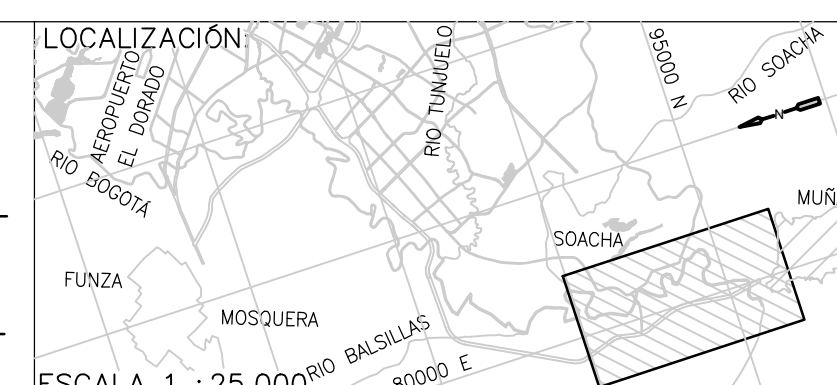 LOCALIZACIÓN:
AEROPUERTO
EL DORADO
RIO BOGOTÁ
RIO TUNJUELO
95000 N
RIO SOACHA
N
MUÑ
SOACHA
FUNZA
MOSQUERA
RIO BALSILLAS
80000 E
ESCALA 1 : 25.000